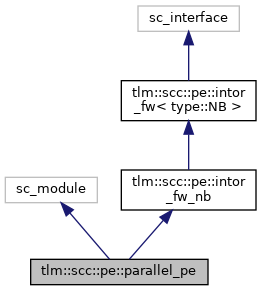 sc_interface
tlm::scc::pe::intor
_fw< type::NB >
sc_module
tlm::scc::pe::intor
_fw_nb
tlm::scc::pe::parallel_pe